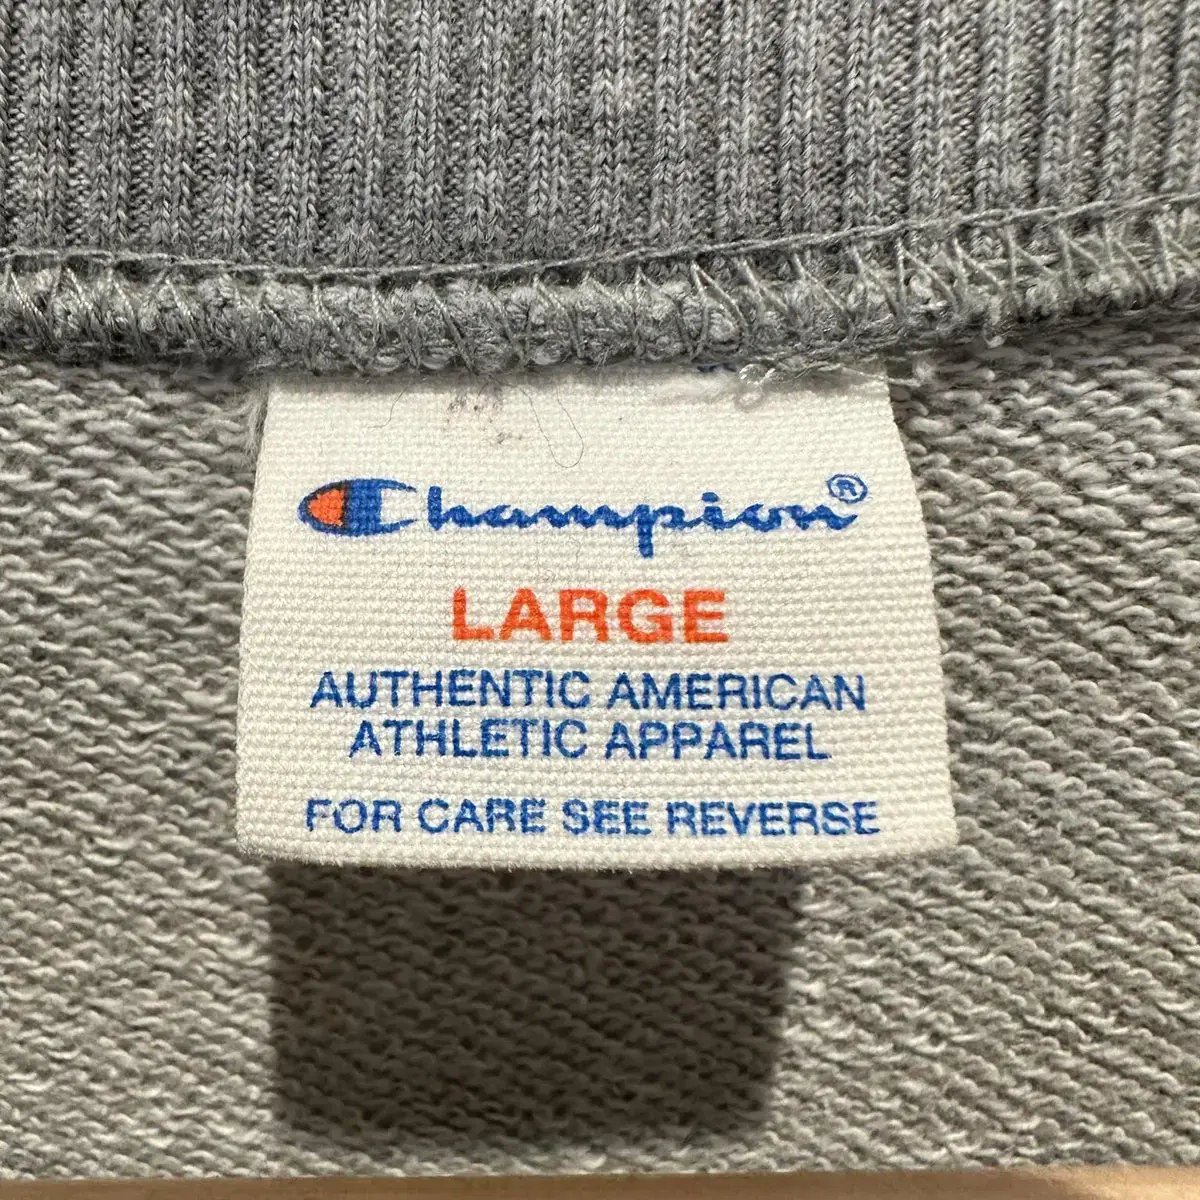 Champion®
LARGE
AUTHENTIC AMERICAN
ATHLETIC APPAREL
FOR CARE SEE REVERSE